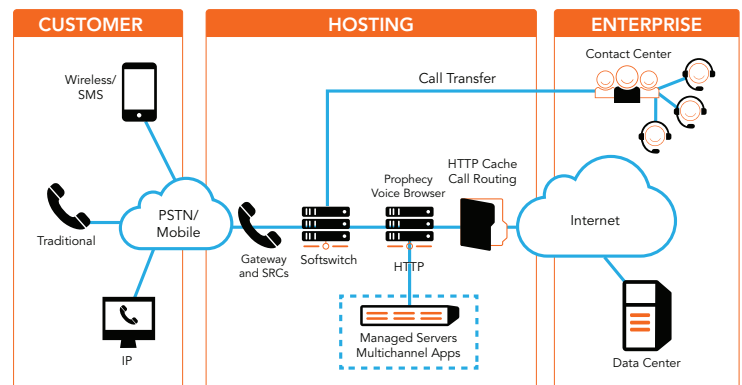 CUSTOMER
HOSTING
ENTERPRISE
Wireless/
SMS
Traditional
PSTN/
Mobile
IP
Call Transfer
Gateway
and SRCs
Softswitch
Prophecy
Voice Browser
HTTP
HTTP Cache
Call Routing
Managed Servers
Multichannel Apps
Contact Center
Internet
Data Center